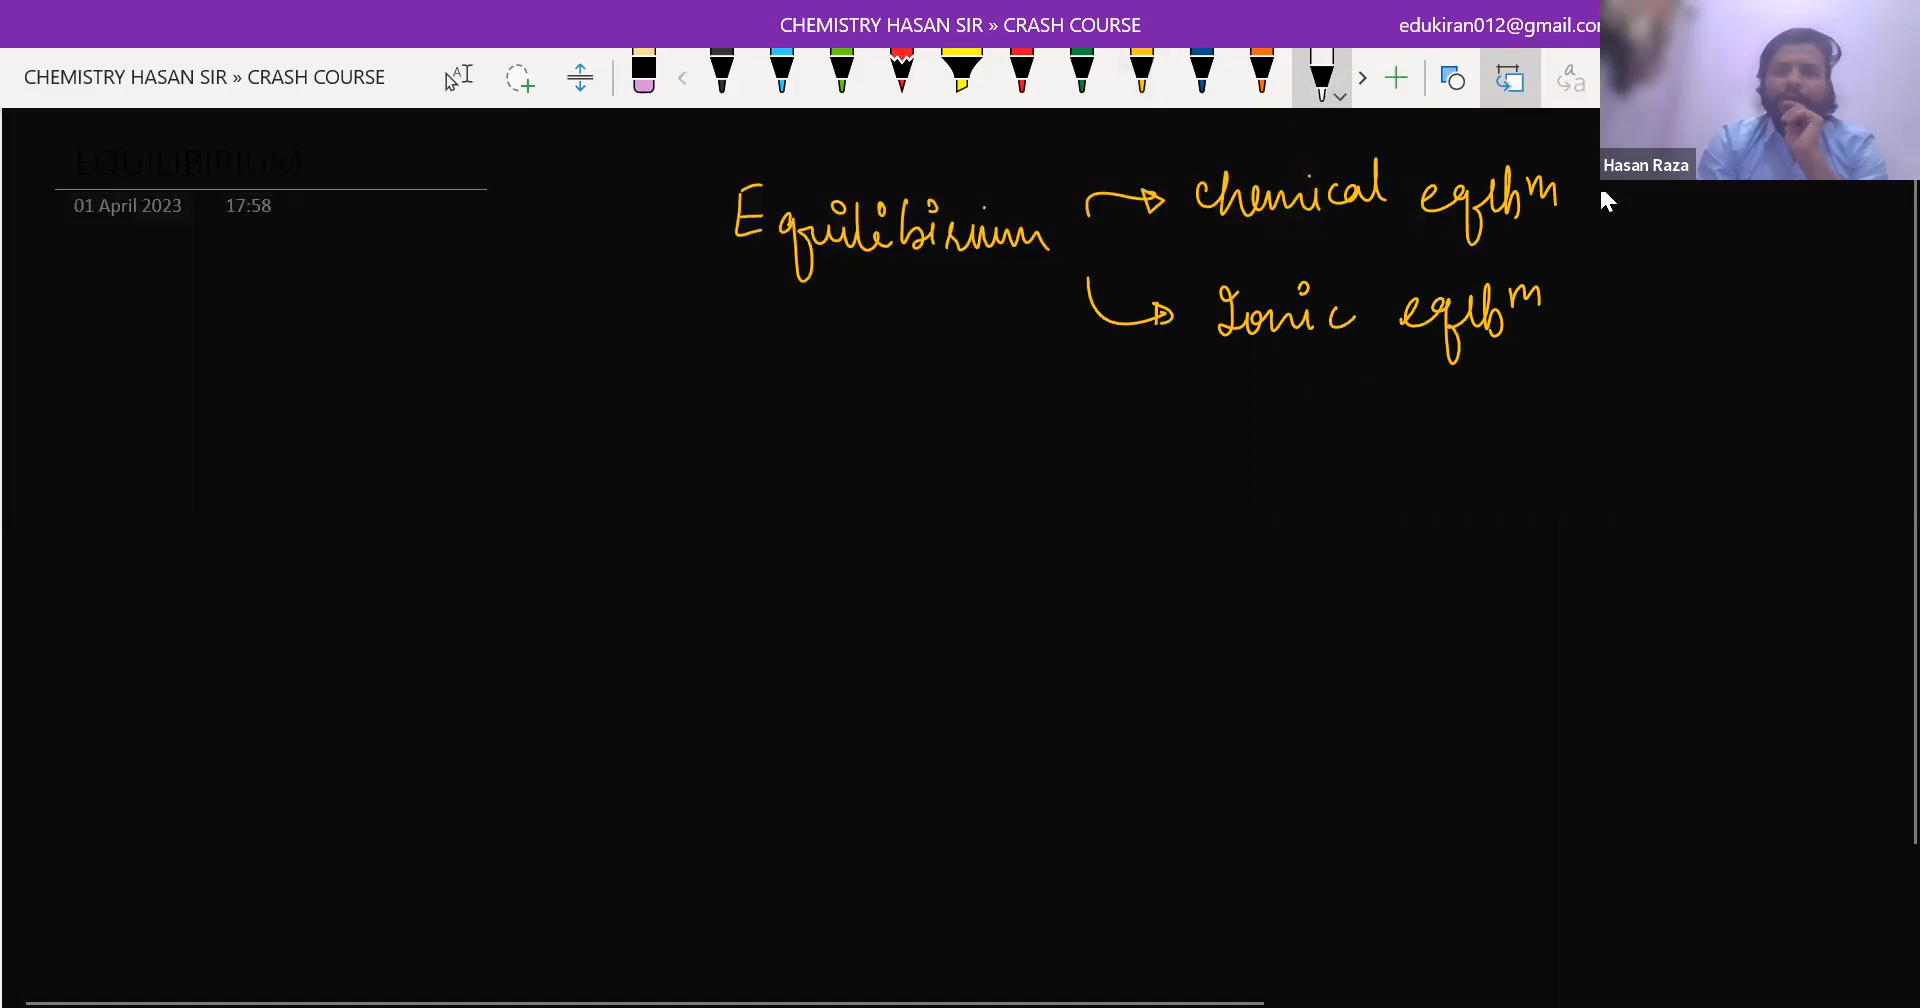 CHEMISTRY HASAN SIR » CRASH COURSE
edukiran012@gmail.co
CHEMISTRY HASAN SIR » CRASH COURSE
Hasan Raza
EQUILIBIRIUM
01 April 2023 17:58
Equilibirium
chemical eqlbᵐ
Ionic eqlbᵐ